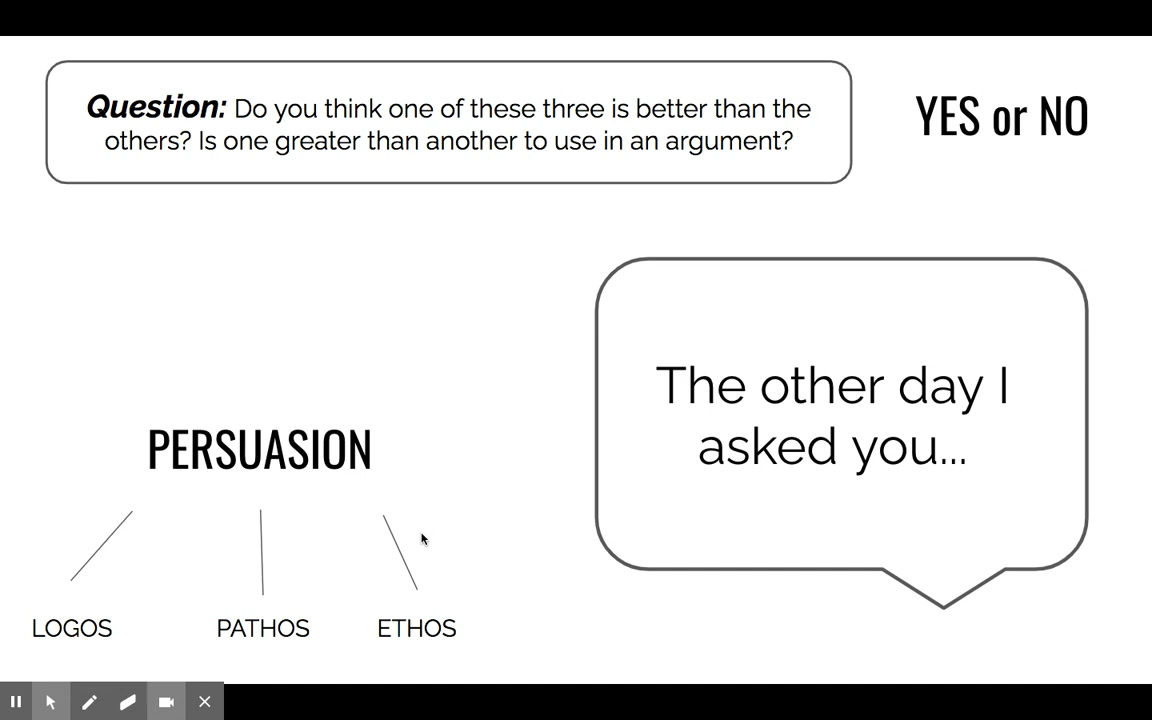 Question: Do you think one of these three is better than the
others? Is one greater than another to use in an argument?
YES or NO
The other day I
asked you...
PERSUASION
LOGOS
PATHOS
ETHOS